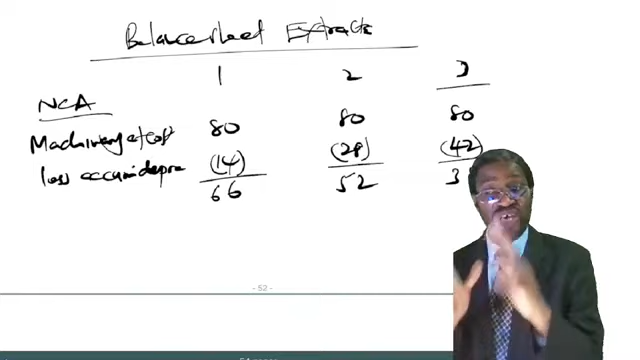 Balance sheet Extracts
1 2 3
NCA
Machinery at cost 80 80 80
less accum depre (14) (28) (42)
66 52 3
- 52 -